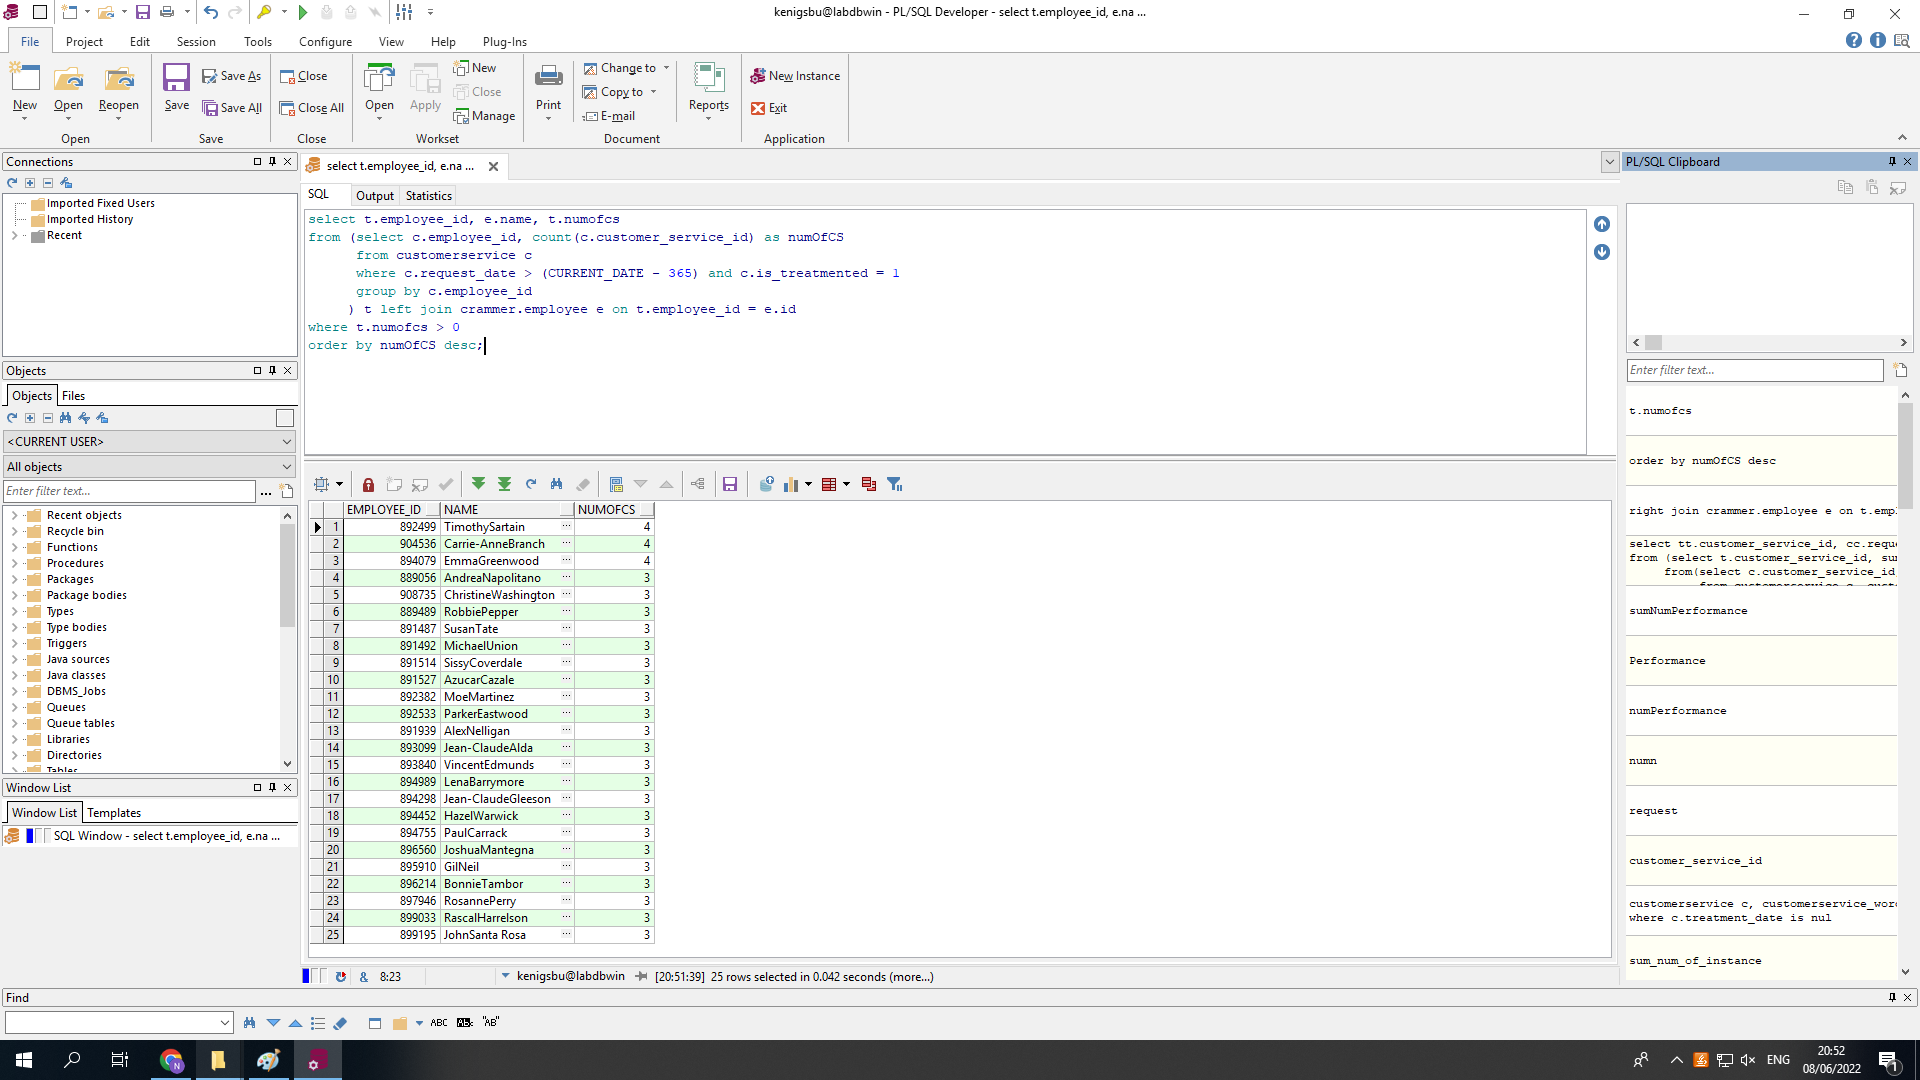 kenigsbu@labdbwin - PL/SQL Developer - select t.employee_id, e.na ...
File Project Edit Session Tools Configure View Help Plug-Ins
New Open Reopen
Open
Save
Save As
Save All
Save
Close
Close All
Close
Open Apply
New
Close
Manage
Workset
Print
Change to
Copy to
E-mail
Document
Reports
New Instance
Exit
Application
Connections
Imported Fixed Users
Imported History
Recent
Objects
Objects Files
<CURRENT USER>
All objects
Enter filter text...
Recent objects
Recycle bin
Functions
Procedures
Packages
Package bodies
Types
Type bodies
Triggers
Java sources
Java classes
DBMS_Jobs
Queues
Queue tables
Libraries
Directories
Tables
Window List
Window List Templates
SQL Window - select t.employee_id, e.na ...
select t.employee_id, e.na ...
SQL Output Statistics
select t.employee_id, e.name, t.numofcs
from (select c.employee_id, count(c.customer_service_id) as numOfCS
from customerservice c
where c.request_date > (CURRENT_DATE - 365) and c.is_treatmented = 1
group by c.employee_id
) t left join crammer.employee e on t.employee_id = e.id
where t.numofcs > 0
order by numOfCS desc;
EMPLOYEE_ID NAME NUMOFCS
1 892499 TimothySartain ... 4
2 904536 Carrie-AnneBranch ... 4
3 894079 EmmaGreenwood ... 4
4 889056 AndreaNapolitano ... 3
5 908735 ChristineWashington ... 3
6 889489 RobbiePepper ... 3
7 891487 SusanTate ... 3
8 891492 MichaelUnion ... 3
9 891514 SissyCoverdale ... 3
10 891527 AzucarCazale ... 3
11 892382 MoeMartinez ... 3
12 892533 ParkerEastwood ... 3
13 891939 AlexNelligan ... 3
14 893099 Jean-ClaudeAlda ... 3
15 893840 VincentEdmunds ... 3
16 894989 LenaBarrymore ... 3
17 894298 Jean-ClaudeGleeson ... 3
18 894452 HazelWarwick ... 3
19 894755 PaulCarrack ... 3
20 896560 JoshuaMantegna ... 3
21 895910 GilNeil ... 3
22 896214 BonnieTambor ... 3
23 897946 RosannePerry ... 3
24 899033 RascalHarrelson ... 3
25 899195 JohnSanta Rosa ... 3
& 8:23 kenigsbu@labdbwin [20:51:39] 25 rows selected in 0.042 seconds (more...)
PL/SQL Clipboard
Enter filter text...
t.numofcs
order by numOfCS desc
right join crammer.employee e on t.emp
select tt.customer_service_id, cc.requ
from (select t.customer_service_id, su
from(select c.customer_service_id
sumNumPerformance
Performance
numPerformance
numn
request
customer_service_id
customerservice c, customerservice_wor
where c.treatment_date is nul
sum_num_of_instance
Find
ABC "AB"
ENG
20:52
08/06/2022
1